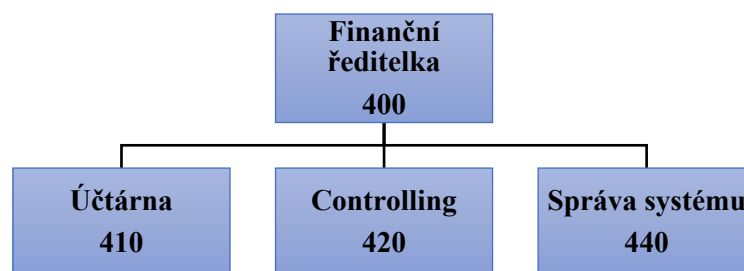 Finanční
ředitelka
400
Účtárna
410
Controlling
420
Správa systému
440